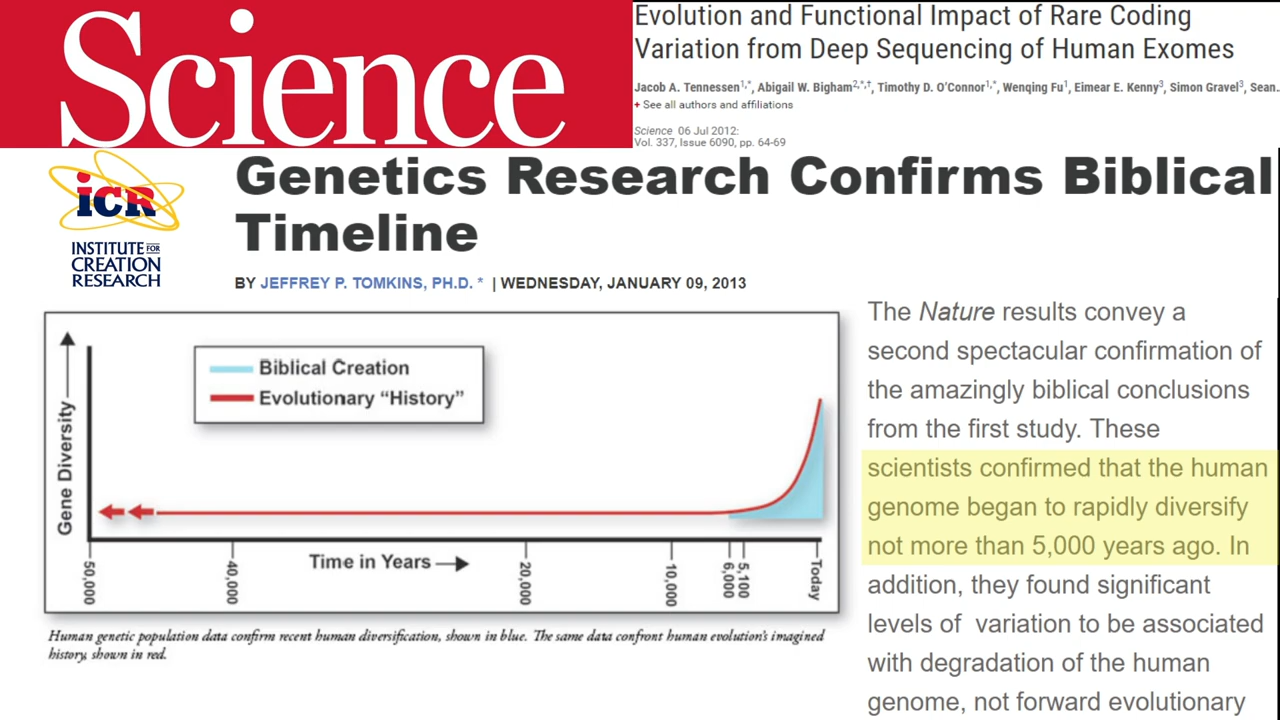 Science
Evolution and Functional Impact of Rare Coding
Variation from Deep Sequencing of Human Exomes
Jacob A. Tennessen1,*, Abigail W. Bigham2,*,†, Timothy D. O'Connor1,*, Wenqing Fu1, Eimear E. Kenny3, Simon Gravel3, Sean.
+ See all authors and affiliations
Science 06 Jul 2012:
Vol. 337, Issue 6090, pp. 64-69
iCR
INSTITUTE FOR
CREATION
RESEARCH
Genetics Research Confirms Biblical
Timeline
BY JEFFREY P. TOMKINS, PH.D. * | WEDNESDAY, JANUARY 09, 2013
Biblical Creation
Evolutionary “History”
Gene Diversity
Time in Years
50,000
40,000
20,000
10,000
6,000
5,100
Today
Human genetic population data confirm recent human diversification, shown in blue. The same data confront human evolution's imagined
history, shown in red.
The Nature results convey a
second spectacular confirmation of
the amazingly biblical conclusions
from the first study. These
scientists confirmed that the human
genome began to rapidly diversify
not more than 5,000 years ago. In
addition, they found significant
levels of variation to be associated
with degradation of the human
genome, not forward evolutionary